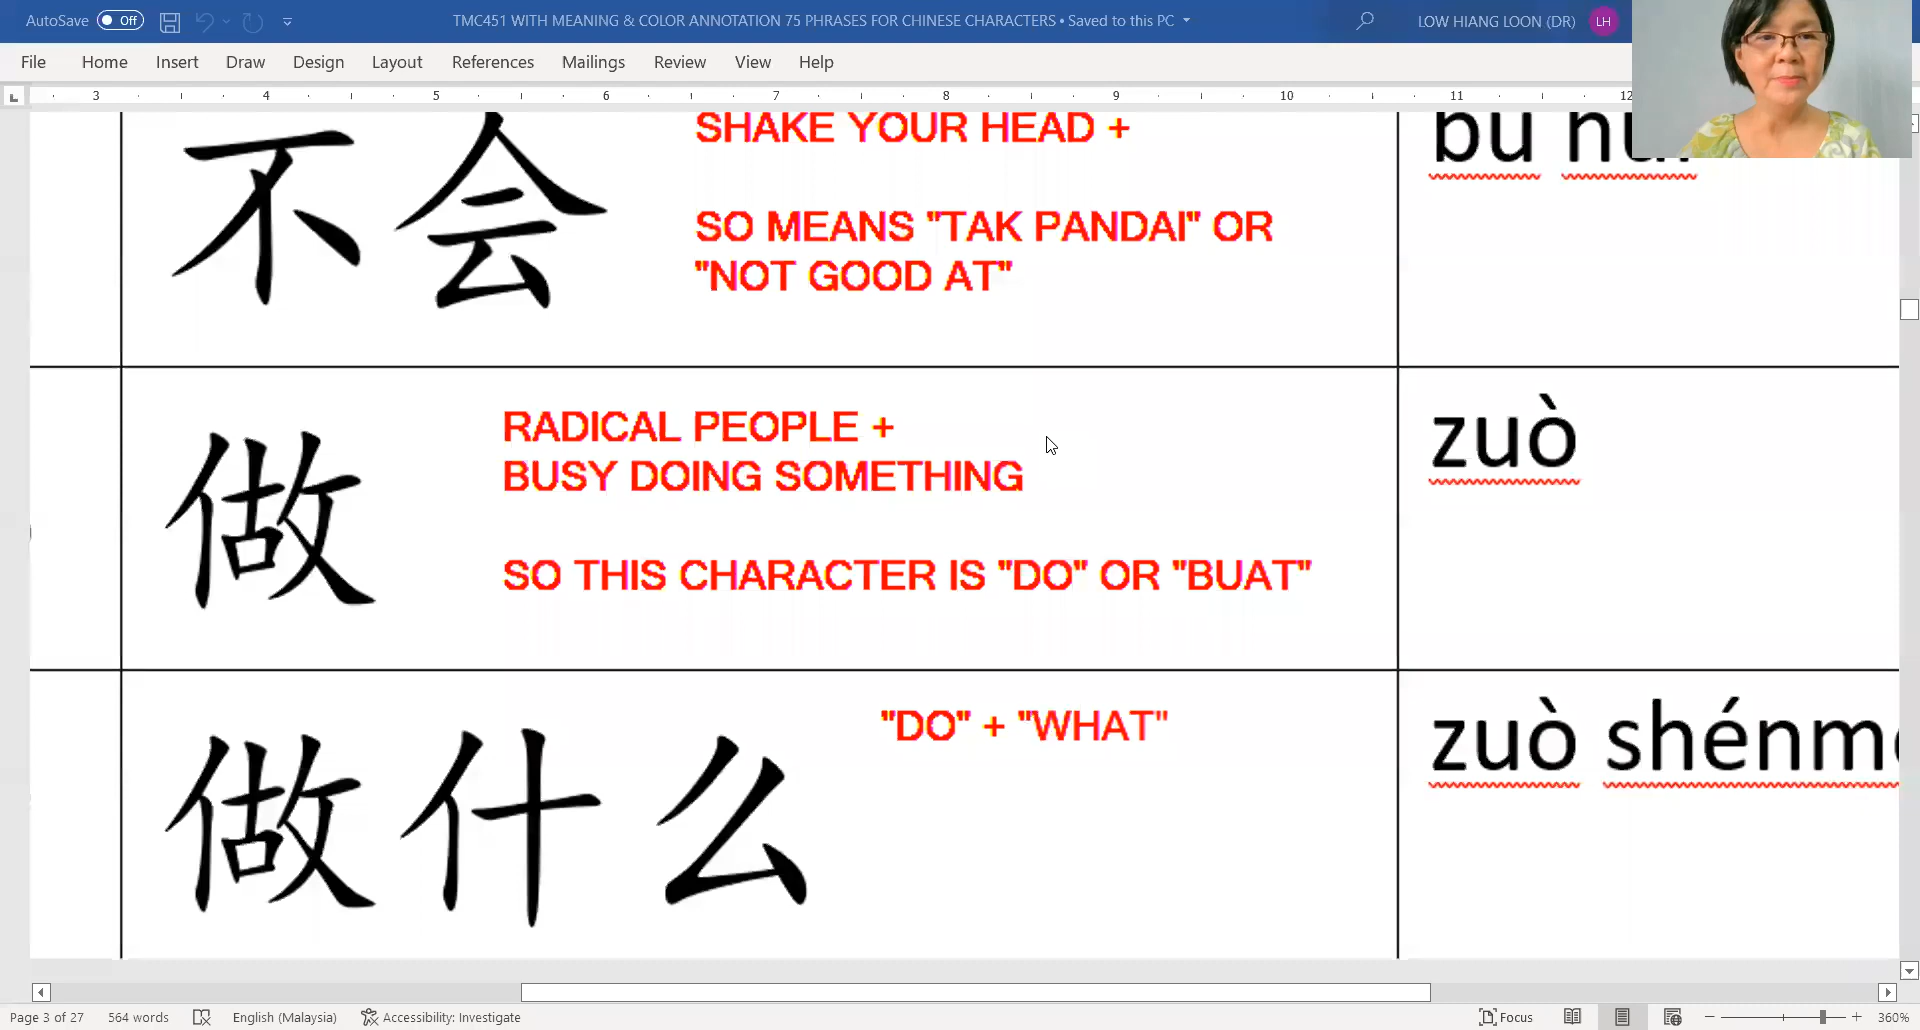 AutoSave Off TMC451 WITH MEANING & COLOR ANNOTATION 75 PHRASES FOR CHINESE CHARACTERS • Saved to this PC LOW HIANG LOON (DR) LH
File Home Insert Draw Design Layout References Mailings Review View Help
3 4 5 6 7 8 9 10 11 12
不会
SHAKE YOUR HEAD +
SO MEANS "TAK PANDAI" OR
"NOT GOOD AT"
做
RADICAL PEOPLE +
BUSY DOING SOMETHING
SO THIS CHARACTER IS "DO" OR "BUAT"
zuò
做什么
"DO" + "WHAT"
zuò shénm
Page 3 of 27 564 words English (Malaysia) Accessibility: Investigate Focus 360%